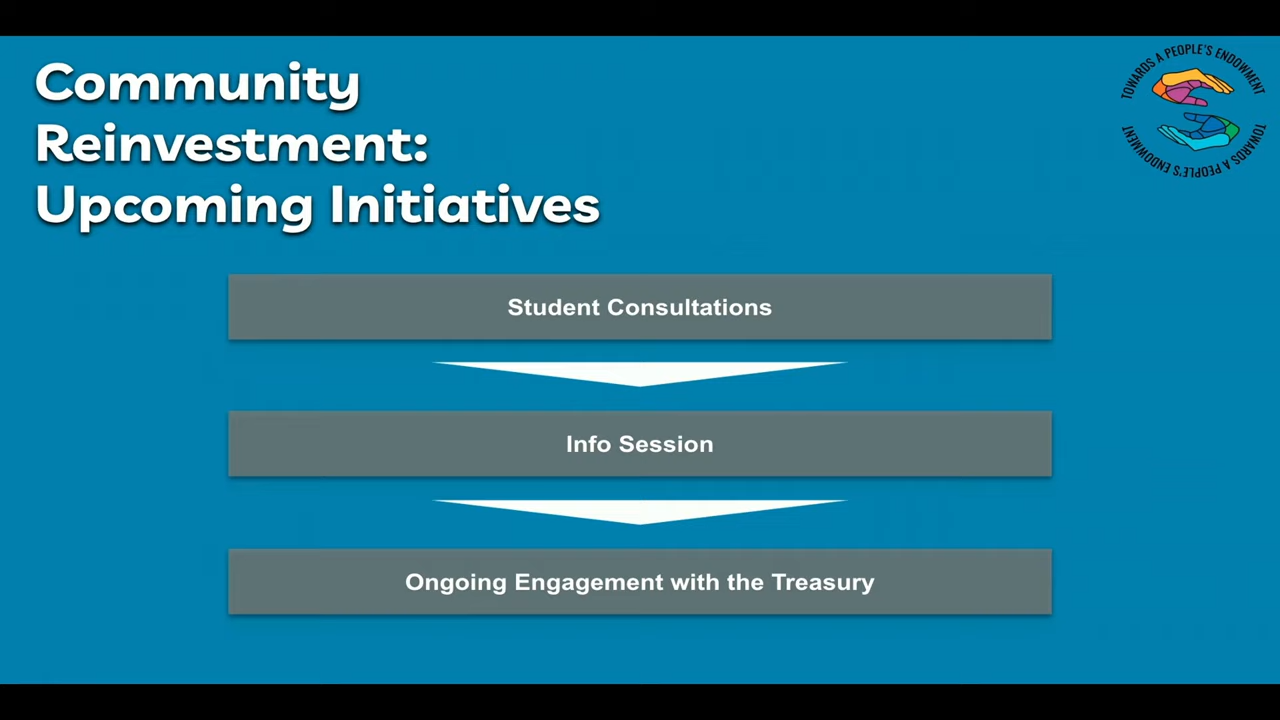 Community
Reinvestment:
Upcoming Initiatives
TOWARDS A PEOPLE'S ENDOWMENT
TOWARDS A PEOPLE'S ENDOWMENT
Student Consultations
Info Session
Ongoing Engagement with the Treasury